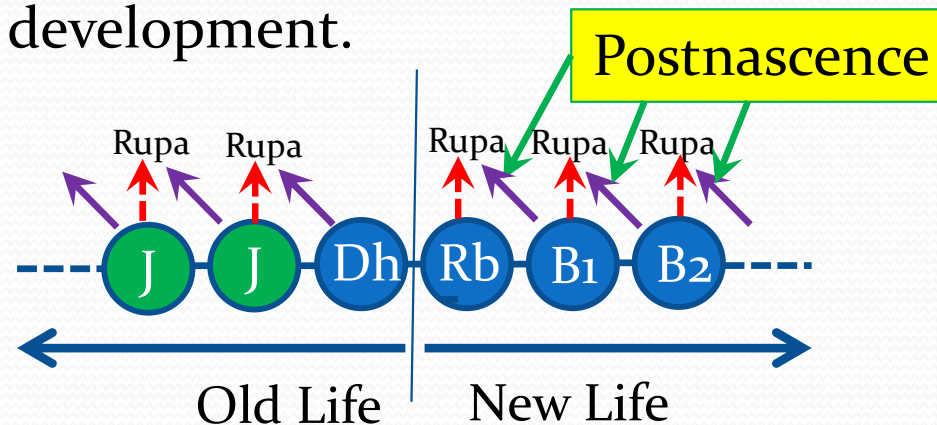 development.
Postnascence
Rupa Rupa Rupa Rupa Rupa
J J Dh Rb B1 B2
Old Life New Life